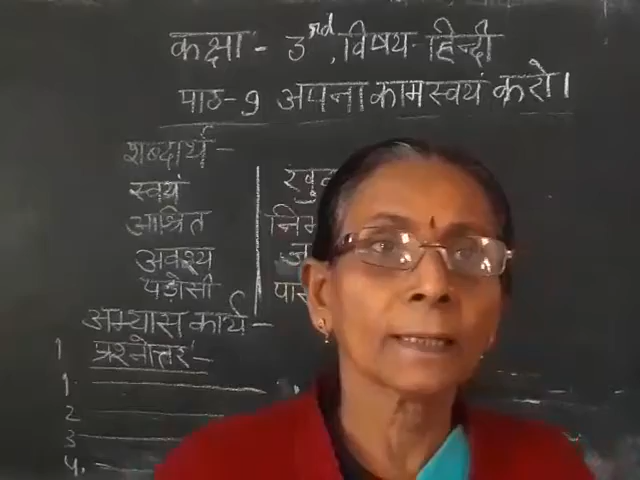 कक्षा - 3rd, विषय - हिन्दी
पाठ - 9 अपना काम स्वयं करो।
शब्दार्थ -
स्वयं
आश्रित
अवश्य
पड़ोसी
अभ्यास कार्य -
1 प्रश्नोत्तर -
1
2
3
4.